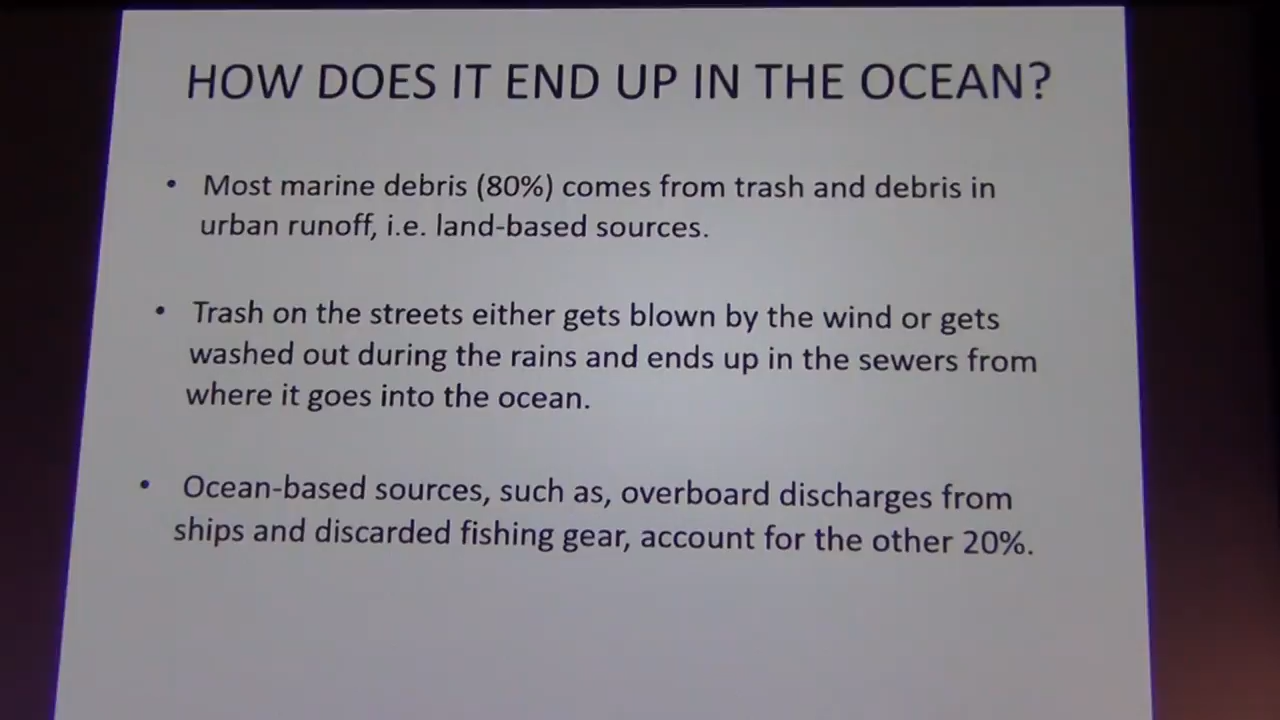 HOW DOES IT END UP IN THE OCEAN?
• Most marine debris (80%) comes from trash and debris in
urban runoff, i.e. land-based sources.
• Trash on the streets either gets blown by the wind or gets
washed out during the rains and ends up in the sewers from
where it goes into the ocean.
• Ocean-based sources, such as, overboard discharges from
ships and discarded fishing gear, account for the other 20%.